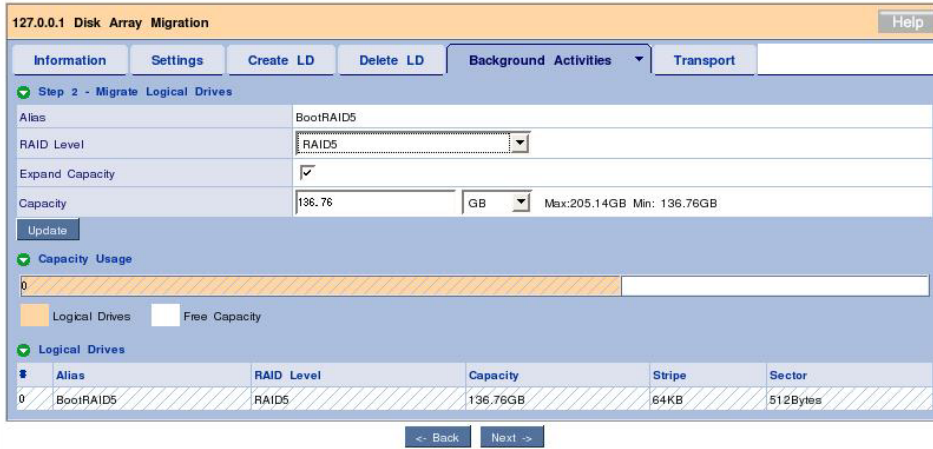 127.0.0.1 Disk Array Migration Help
Information Settings Create LD Delete LD Background Activities Transport
Step 2 - Migrate Logical Drives
Alias BootRAID5
RAID Level RAID5
Expand Capacity
Capacity 136.76 GB Max:205.14GB Min: 136.76GB
Update
Capacity Usage
0
Logical Drives Free Capacity
Logical Drives
# Alias RAID Level Capacity Stripe Sector
0 BootRAID5 RAID5 136.76GB 64KB 512Bytes
<- Back Next ->